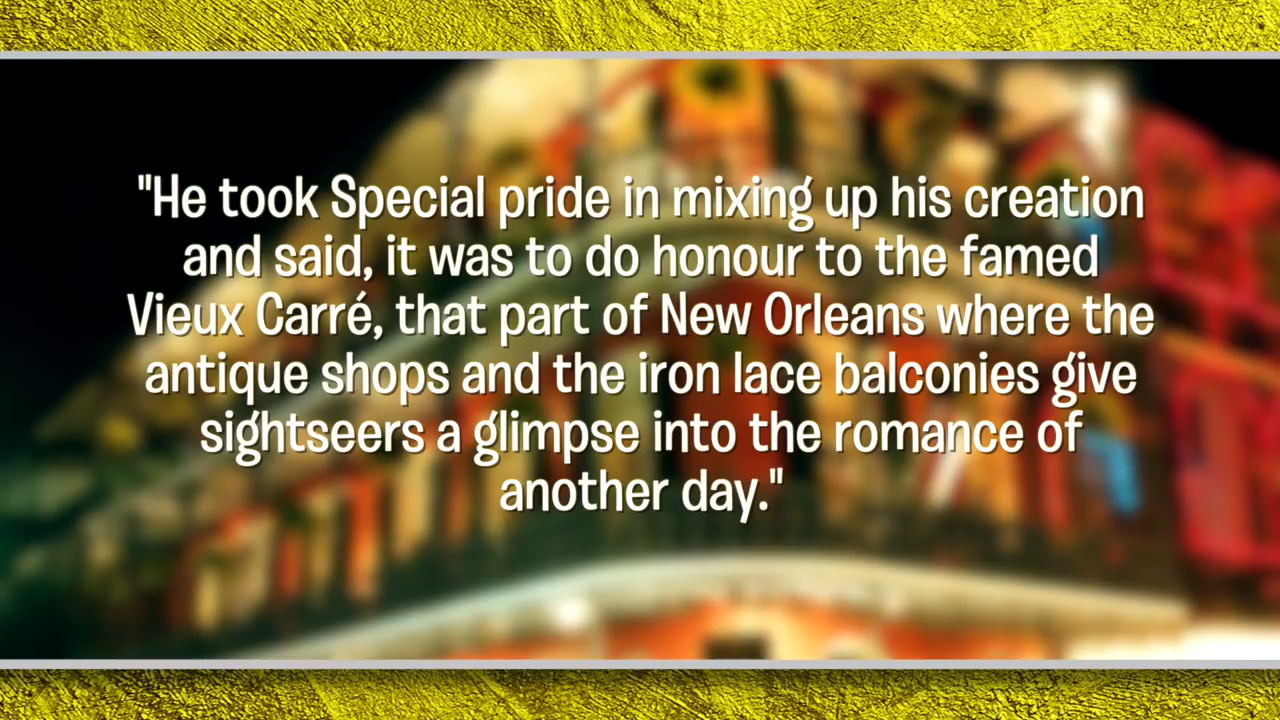 "He took Special pride in mixing up his creation
and said, it was to do honour to the famed
Vieux Carré, that part of New Orleans where the
antique shops and the iron lace balconies give
sightseers a glimpse into the romance of
another day."